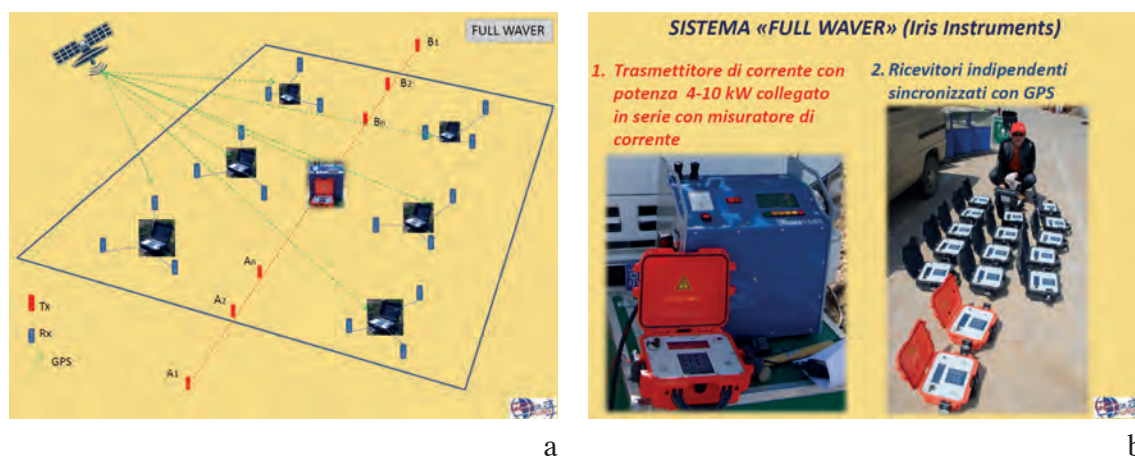 FULL WAVER
B1
B2
Bn
An
A2
A1
Tx
Rx
GPS
a
SISTEMA «FULL WAVER» (Iris Instruments)
1. Trasmettitore di corrente con
potenza 4-10 kW collegato
in serie con misuratore di
corrente
2. Ricevitori indipendenti
sincronizzati con GPS
b